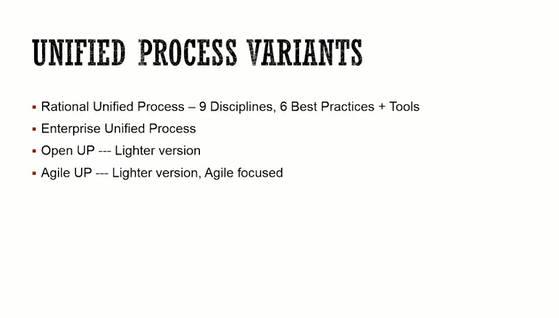 UNIFIED PROCESS VARIANTS
▪ Rational Unified Process – 9 Disciplines, 6 Best Practices + Tools
▪ Enterprise Unified Process
▪ Open UP --- Lighter version
▪ Agile UP --- Lighter version, Agile focused